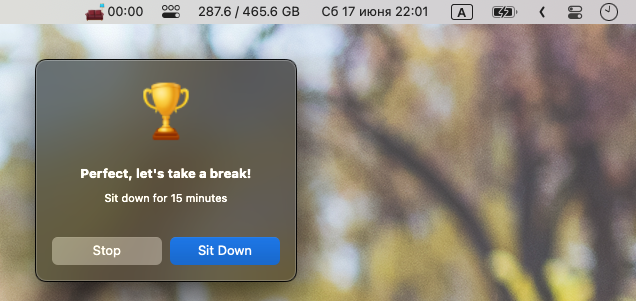 00:00 287.6 / 465.6 GB Сб 17 июня 22:01 A
Perfect, let's take a break!
Sit down for 15 minutes
Stop Sit Down